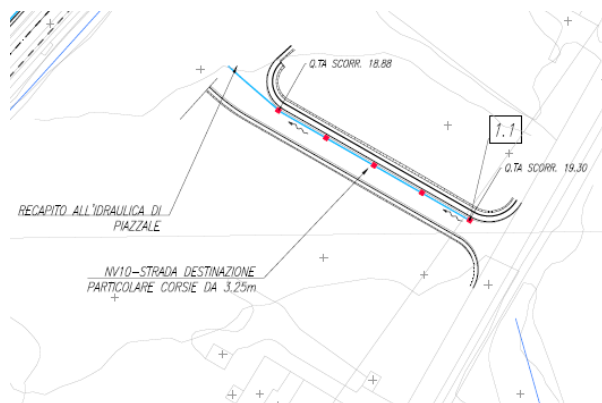 Q.TA SCORR. 18.88
1.1
Q.TA SCORR. 19.30
RECAPITO ALL'IDRAULICA DI
PIAZZALE
NV10-STRADA DESTINAZIONE
PARTICOLARE CORSIE DA 3,25m